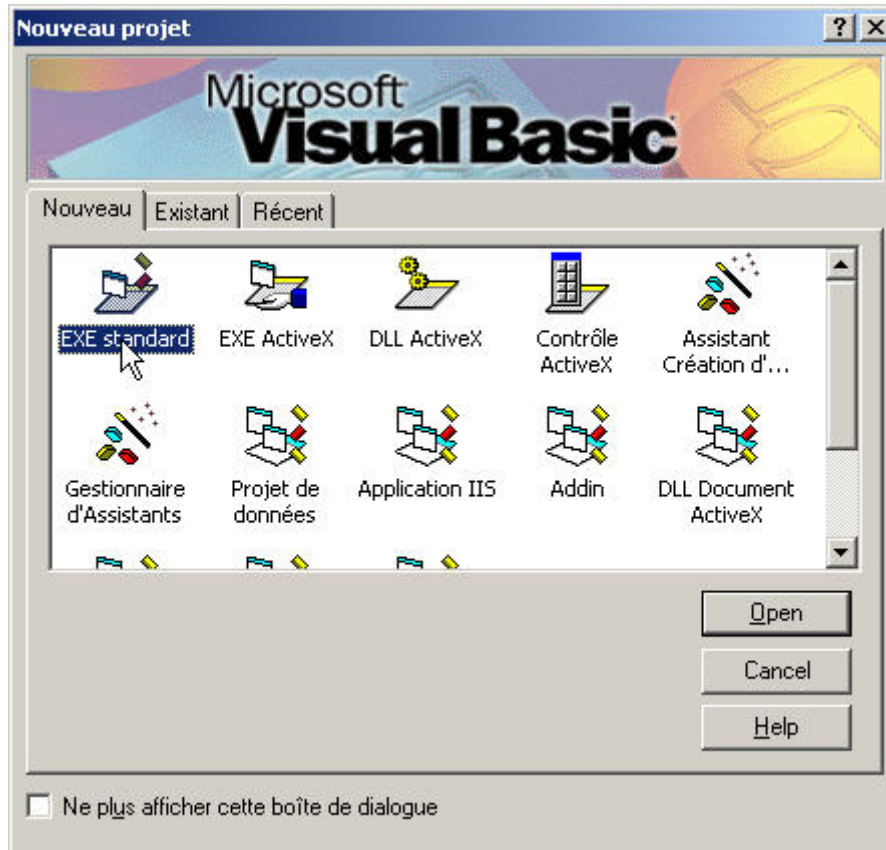 Nouveau projet
Microsoft
Visual Basic
Nouveau Existant Récent
EXE standard EXE ActiveX DLL ActiveX Contrôle ActiveX Assistant Création d'...
Gestionnaire d'Assistants Projet de données Application IIS Addin DLL Document ActiveX
Open
Cancel
Help
Ne plus afficher cette boîte de dialogue